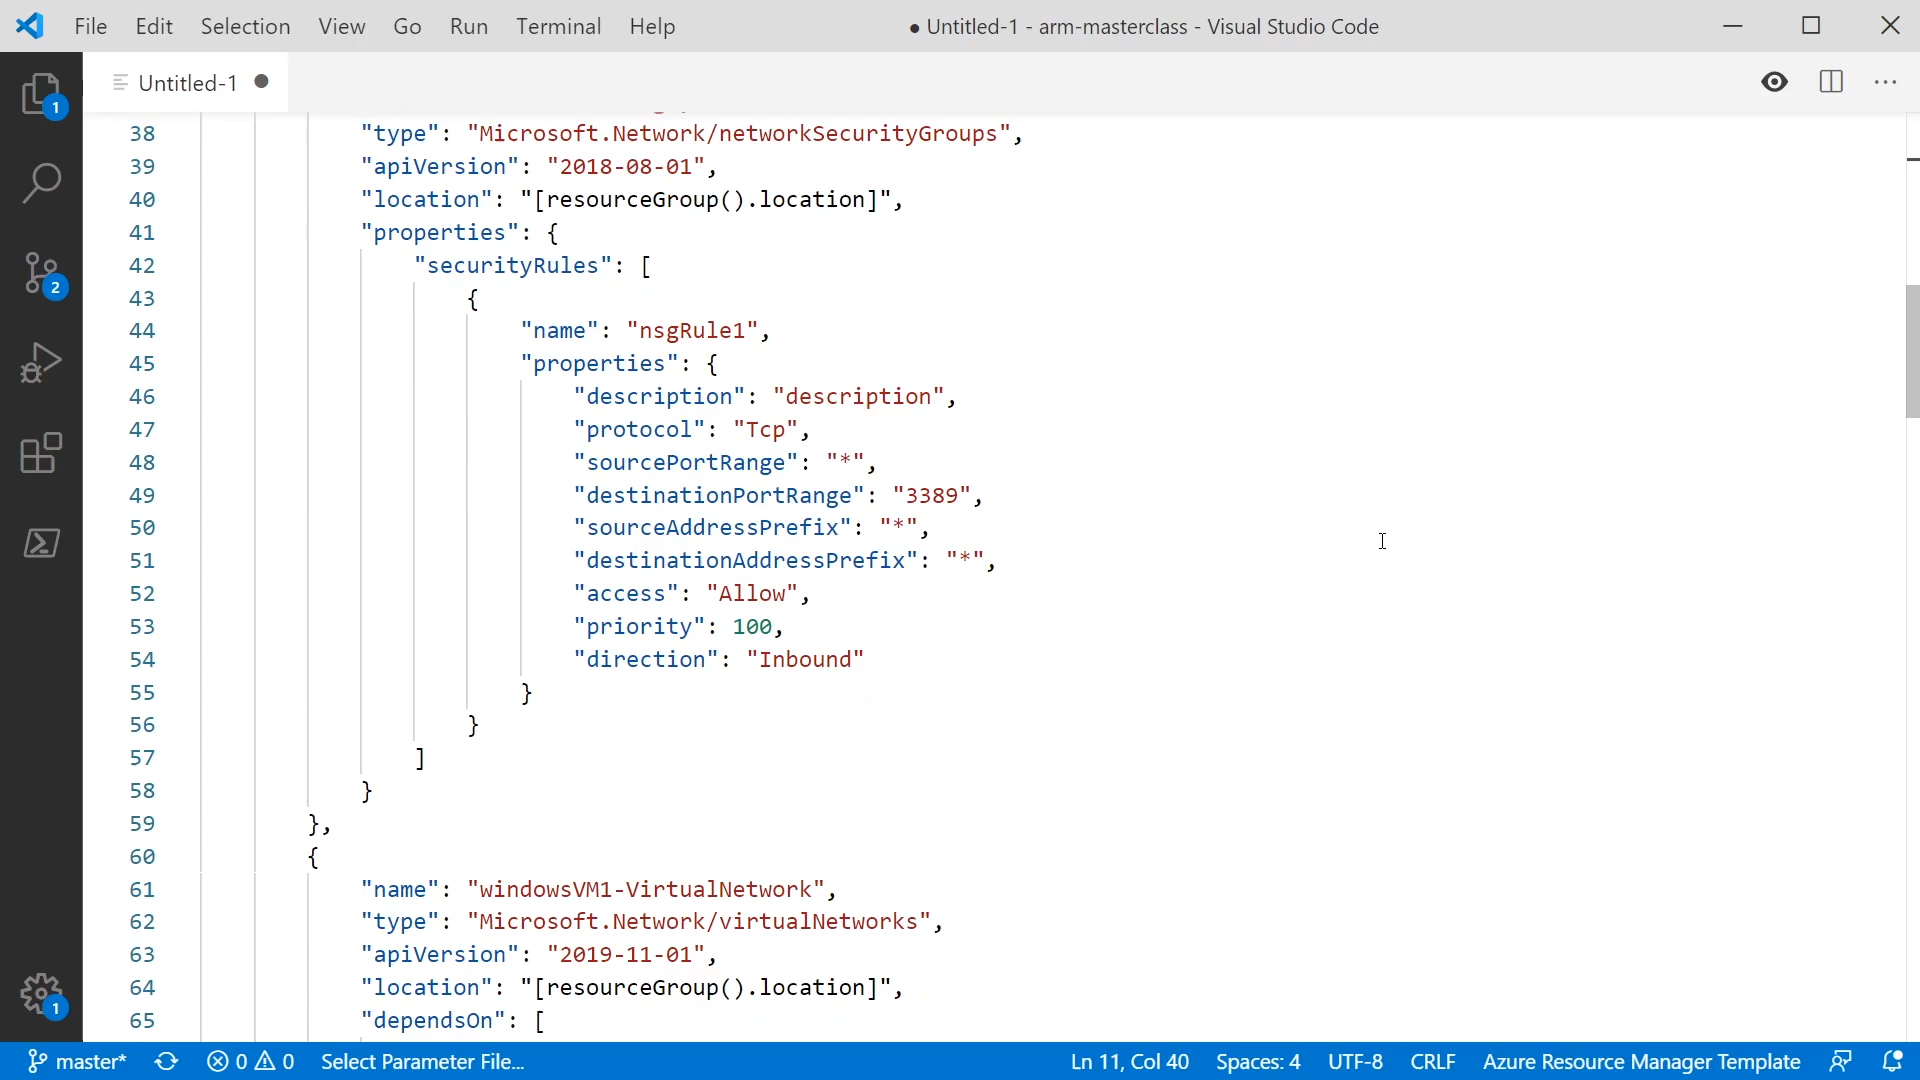 File Edit Selection View Go Run Terminal Help ● Untitled-1 - arm-masterclass - Visual Studio Code
Untitled-1
38 "type": "Microsoft.Network/networkSecurityGroups",
39 "apiVersion": "2018-08-01",
40 "location": "[resourceGroup().location]",
41 "properties": {
42 "securityRules": [
43 {
44 "name": "nsgRule1",
45 "properties": {
46 "description": "description",
47 "protocol": "Tcp",
48 "sourcePortRange": "*",
49 "destinationPortRange": "3389",
50 "sourceAddressPrefix": "*",
51 "destinationAddressPrefix": "*",
52 "access": "Allow",
53 "priority": 100,
54 "direction": "Inbound"
55 }
56 }
57 ]
58 }
59 },
60 {
61 "name": "windowsVM1-VirtualNetwork",
62 "type": "Microsoft.Network/virtualNetworks",
63 "apiVersion": "2019-11-01",
64 "location": "[resourceGroup().location]",
65 "dependsOn": [
1
2
1
master* 0 0 Select Parameter File... Ln 11, Col 40 Spaces: 4 UTF-8 CRLF Azure Resource Manager Template